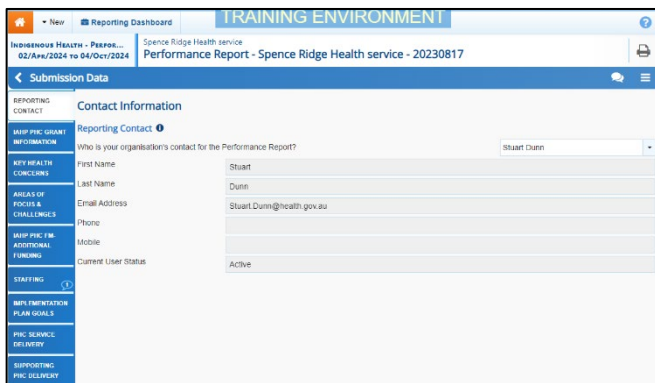 New
Reporting Dashboard
TRAINING ENVIRONMENT
INDIGENOUS HEALTH - PERFOR...
02/APR/2024 TO 04/OCT/2024
Spence Ridge Health service
Performance Report - Spence Ridge Health service - 20230817
Submission Data
REPORTING
CONTACT
IAHP PHC GRANT
INFORMATION
KEY HEALTH
CONCERNS
AREAS OF
FOCUS &
CHALLENGES
IAHP PHC FM-
ADDITIONAL
FUNDING
STAFFING
IMPLEMENTATION
PLAN GOALS
PHC SERVICE
DELIVERY
SUPPORTING
PHC DELIVERY
Contact Information
Reporting Contact
Who is your organisation's contact for the Performance Report? Stuart Dunn
First Name Stuart
Last Name Dunn
Email Address Stuart.Dunn@health.gov.au
Phone
Mobile
Current User Status Active